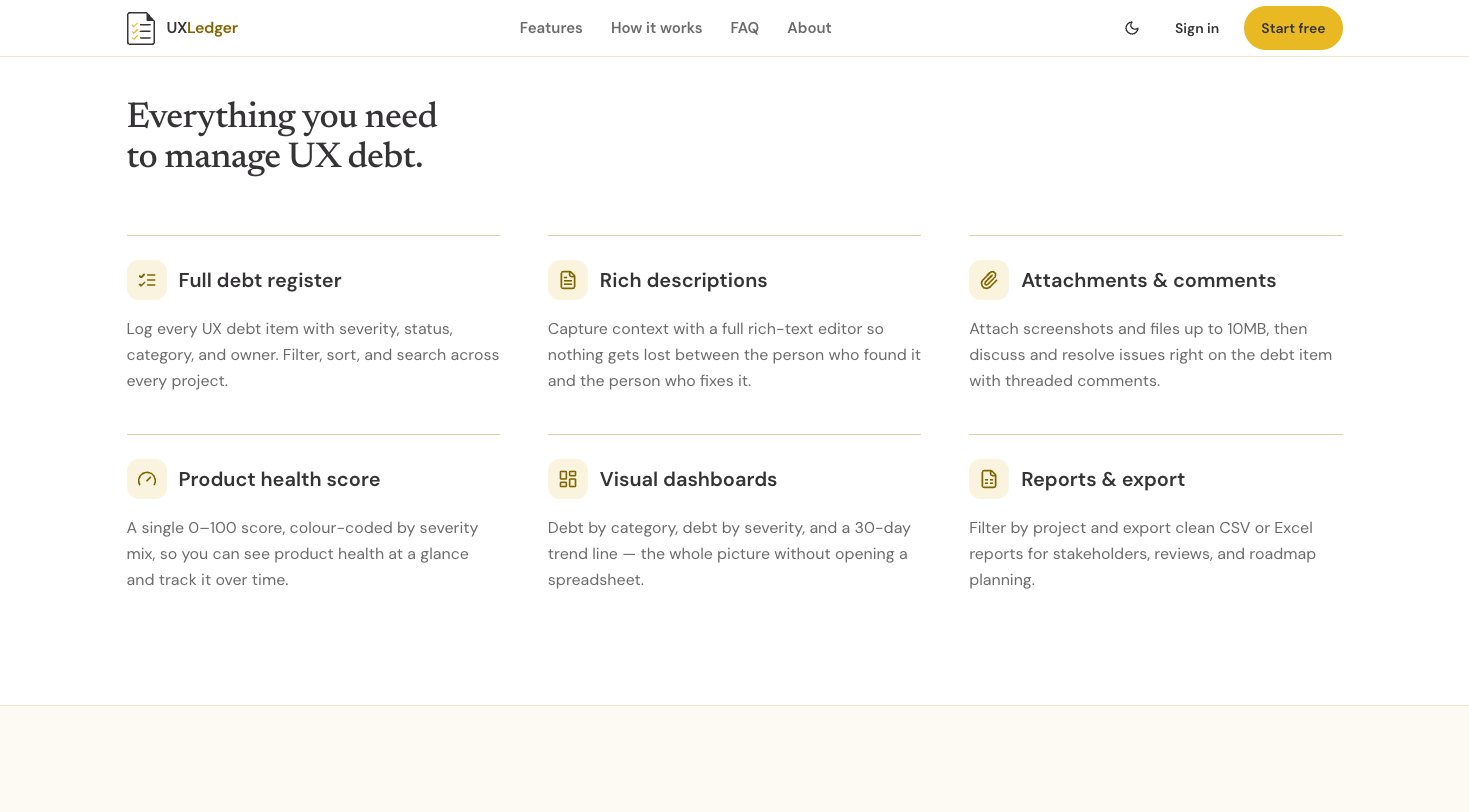 UXLedger
Features
How it works
FAQ
About
Sign in
Start free
Everything you need
to manage UX debt.
Full debt register
Log every UX debt item with severity, status,
category, and owner. Filter, sort, and search across
every project.
Rich descriptions
Capture context with a full rich-text editor so
nothing gets lost between the person who found it
and the person who fixes it.
Attachments & comments
Attach screenshots and files up to 10MB, then
discuss and resolve issues right on the debt item
with threaded comments.
Product health score
A single 0–100 score, colour-coded by severity
mix, so you can see product health at a glance
and track it over time.
Visual dashboards
Debt by category, debt by severity, and a 30-day
trend line — the whole picture without opening a
spreadsheet.
Reports & export
Filter by project and export clean CSV or Excel
reports for stakeholders, reviews, and roadmap
planning.